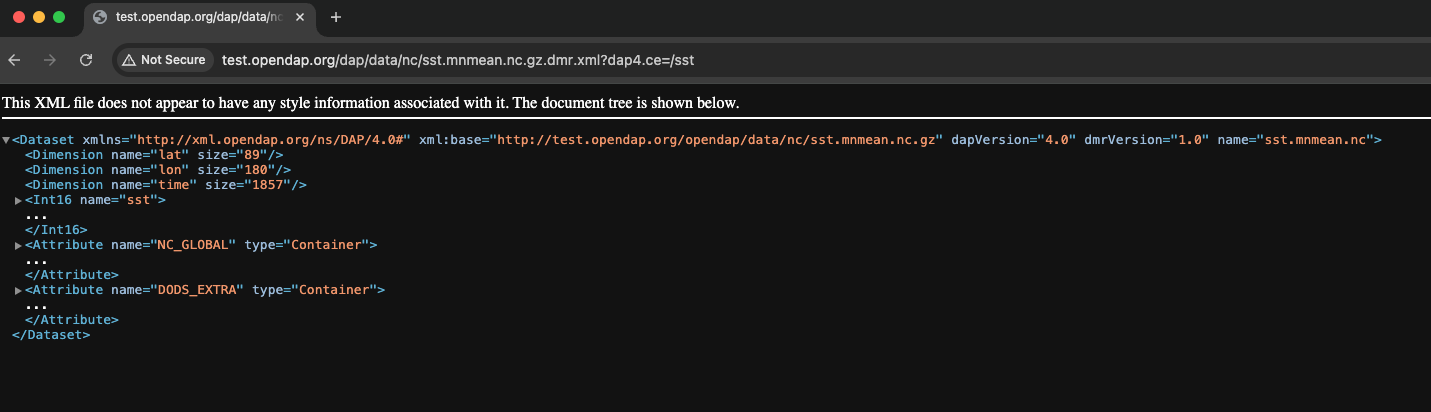 test.opendap.org/dap/data/nc
Not Secure test.opendap.org/dap/data/nc/sst.mnmean.nc.gz.dmr.xml?dap4.ce=/sst
This XML file does not appear to have any style information associated with it. The document tree is shown below.
<Dataset xmlns="http://xml.opendap.org/ns/DAP/4.0#" xml:base="http://test.opendap.org/opendap/data/nc/sst.mnmean.nc.gz" dapVersion="4.0" dmrVersion="1.0" name="sst.mnmean.nc">
<Dimension name="lat" size="89"/>
<Dimension name="lon" size="180"/>
<Dimension name="time" size="1857"/>
<Int16 name="sst">
...
</Int16>
<Attribute name="NC_GLOBAL" type="Container">
...
</Attribute>
<Attribute name="DODS_EXTRA" type="Container">
...
</Attribute>
</Dataset>